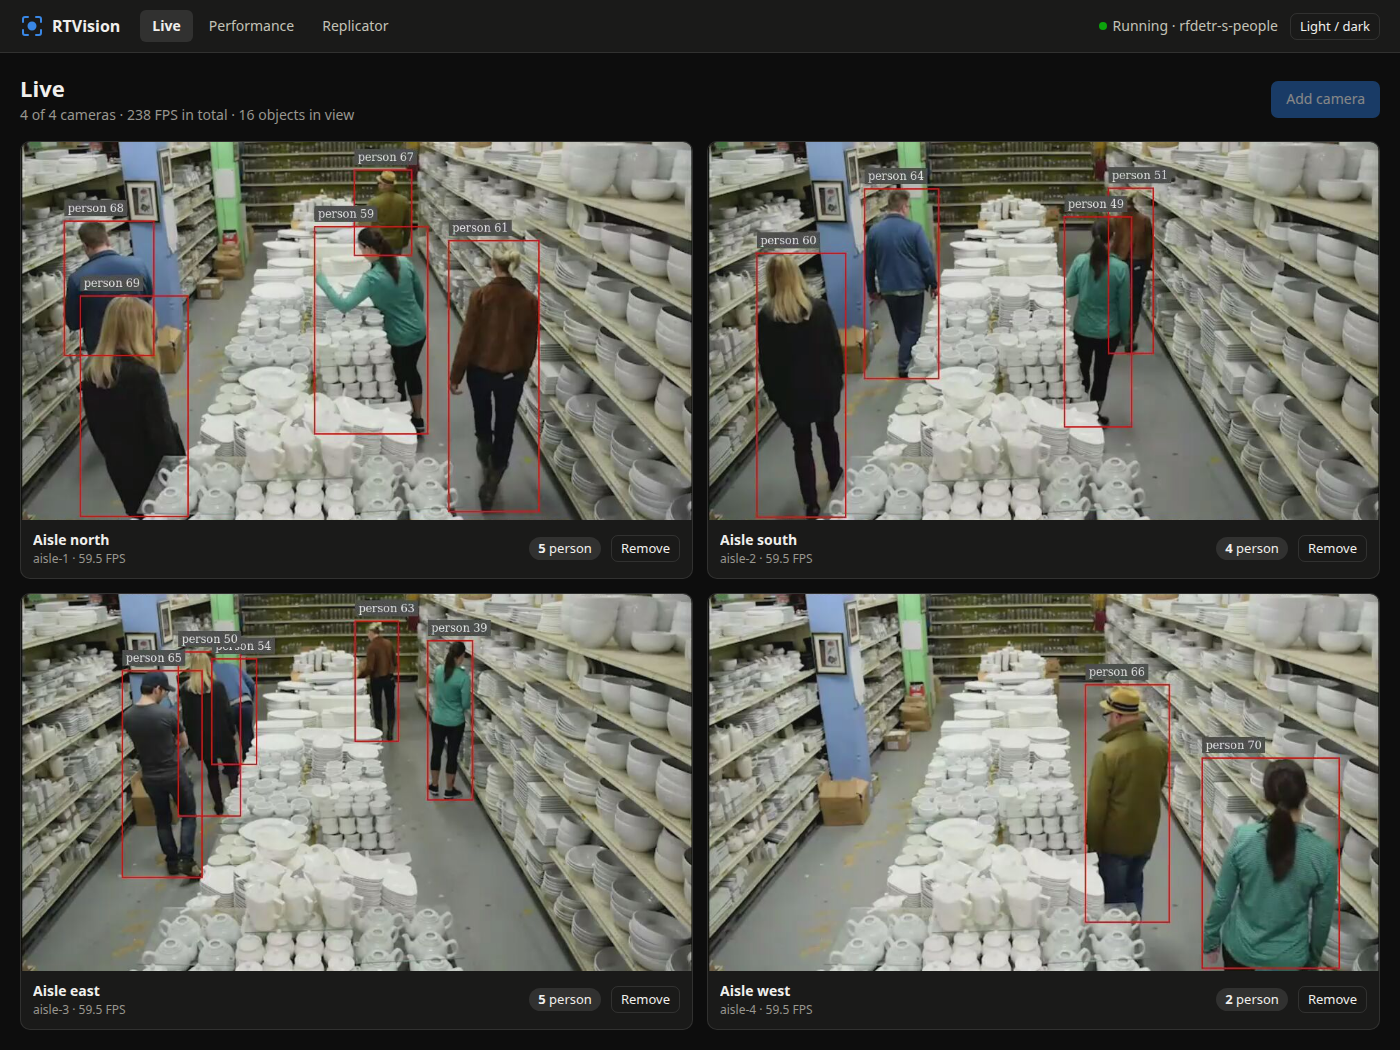 RTVision Live Performance Replicator Running · rfdetr-s-people Light / dark
Live
4 of 4 cameras · 238 FPS in total · 16 objects in view
Add camera
person 67
person 68
person 59
person 61
person 69
person 64
person 51
person 49
person 60
Aisle north
aisle-1 · 59.5 FPS
5 person Remove
Aisle south
aisle-2 · 59.5 FPS
4 person Remove
person 63
person 39
person 50
person 54
person 65
person 66
person 70
Aisle east
aisle-3 · 59.5 FPS
5 person Remove
Aisle west
aisle-4 · 59.5 FPS
2 person Remove